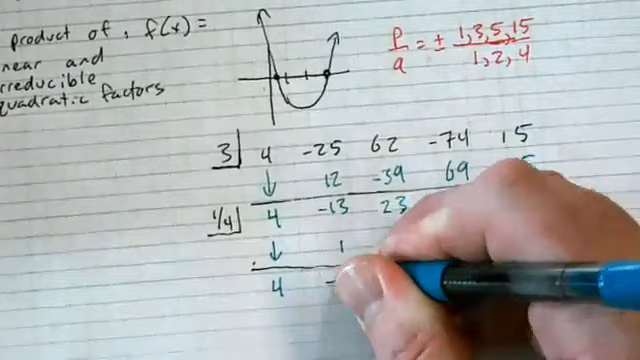 product of , f(x) =
near and
rreducible
quadratic factors
p/q = ± 1,3,5,15 / 1,2,4
3| 4 -25 62 -74 15
↓ 12 -39 69
1/4| 4 -13 23
↓ 1
4 -